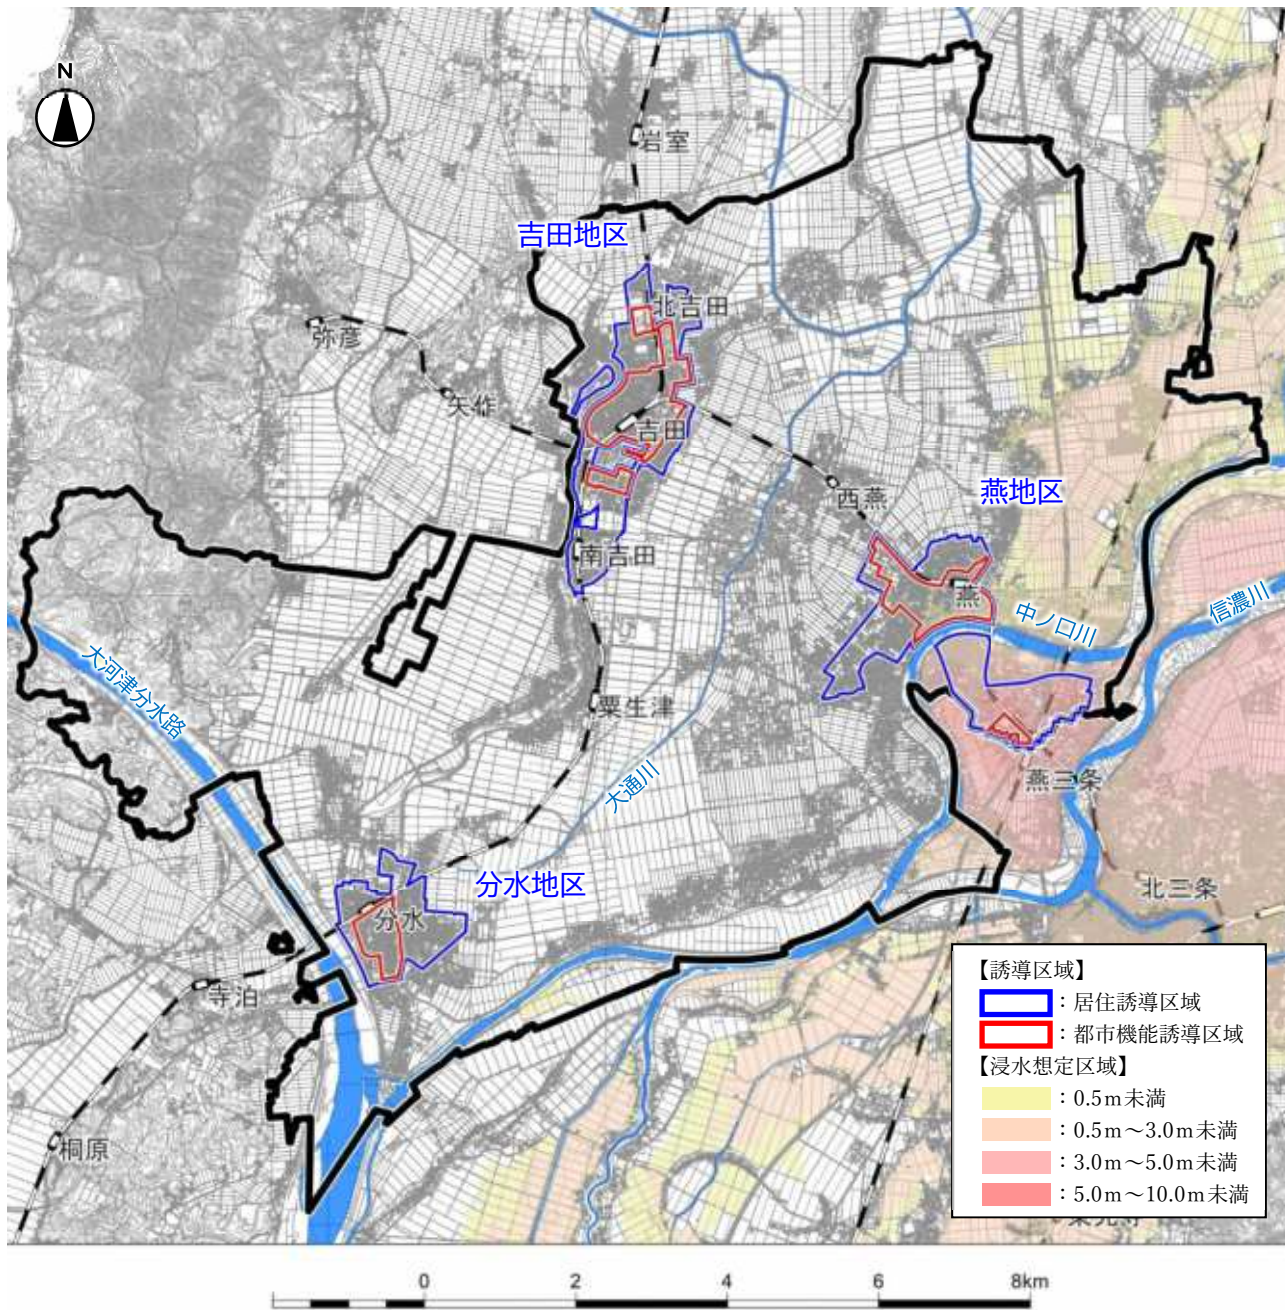 N
岩室
吉田地区
北吉田
弥彦
矢作
吉田
西燕
燕地区
南吉田
燕
中ノ口川
信濃川
大河津分水路
粟生津
大通川
燕三条
分水地区
北三条
分水
寺泊
桐原
【誘導区域】
：居住誘導区域
：都市機能誘導区域
【浸水想定区域】
：0.5m未満
：0.5m～3.0m未満
：3.0m～5.0m未満
：5.0m～10.0m未満
0 2 4 6 8km